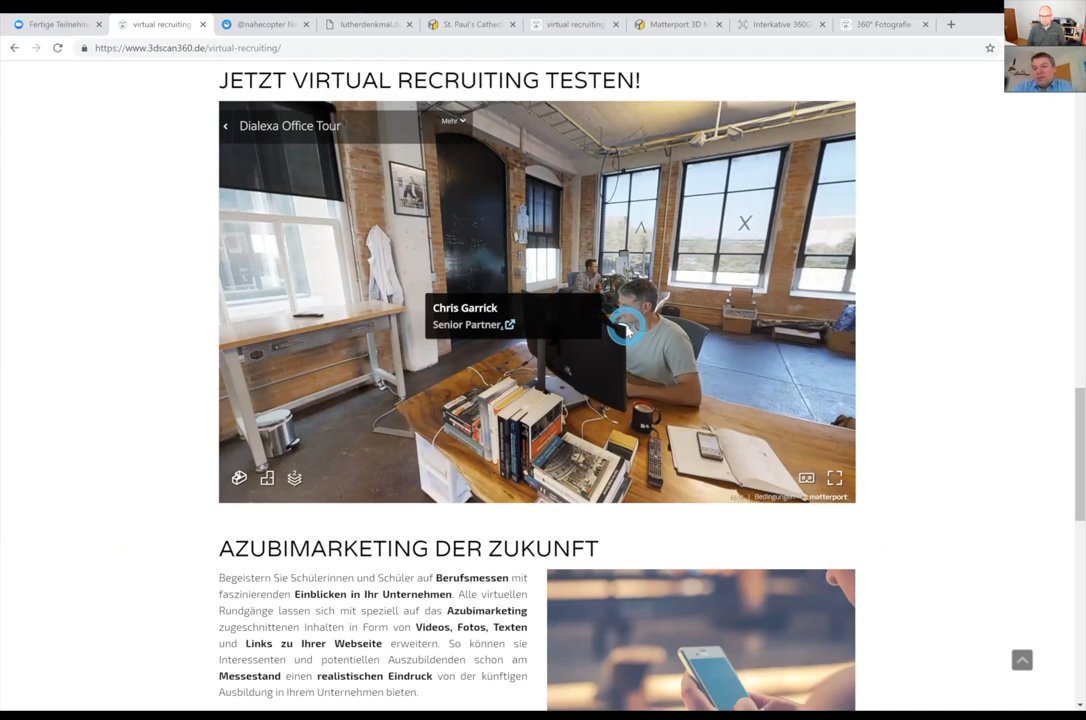 Fertige Teilnehm
virtual recruiting
@nahecopter Na
lutherdenkmal.d
St. Paul's Cathed
virtual recruiting
Matterport 3D M
Interkative 360G
360° Fotografie
https://www.3dscan360.de/virtual-recruiting/
JETZT VIRTUAL RECRUITING TESTEN!
Dialexa Office Tour
Mehr
Chris Garrick
Senior Partner,
Bedingungen
matterport
AZUBIMARKETING DER ZUKUNFT
Begeistern Sie Schülerinnen und Schüler auf Berufsmessen mit
faszinierenden Einblicken in Ihr Unternehmen. Alle virtuellen
Rundgänge lassen sich mit speziell auf das Azubimarketing
zugeschnittenen Inhalten in Form von Videos, Fotos, Texten
und Links zu Ihrer Webseite erweitern. So können sie
Interessenten und potentiellen Auszubildenden schon am
Messestand einen realistischen Eindruck von der künftigen
Ausbildung in Ihrem Unternehmen bieten.